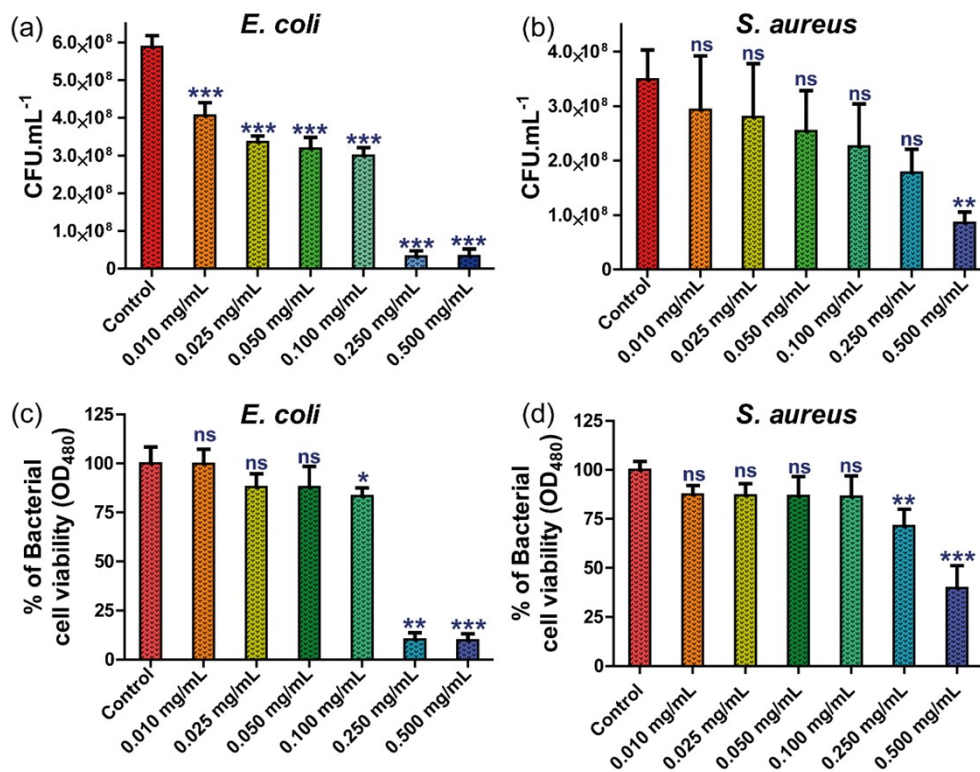 (a)
E. coli
CFU.mL⁻¹
6.0×10⁸
5.0×10⁸
4.0×10⁸
3.0×10⁸
2.0×10⁸
1.0×10⁸
0
***
***
***
***
***
***
Control
0.010 mg/mL
0.025 mg/mL
0.050 mg/mL
0.100 mg/mL
0.250 mg/mL
0.500 mg/mL
(b)
S. aureus
CFU.mL⁻¹
4.0×10⁸
3.0×10⁸
2.0×10⁸
1.0×10⁸
0
ns
ns
ns
ns
ns
**
Control
0.010 mg/mL
0.025 mg/mL
0.050 mg/mL
0.100 mg/mL
0.250 mg/mL
0.500 mg/mL
(c)
E. coli
% of Bacterial
cell viability (OD₄₈₀)
125
100
75
50
25
0
ns
ns
ns
*
**
***
Control
0.010 mg/mL
0.025 mg/mL
0.050 mg/mL
0.100 mg/mL
0.250 mg/mL
0.500 mg/mL
(d)
S. aureus
% of Bacterial
cell viability (OD₄₈₀)
125
100
75
50
25
0
ns
ns
ns
ns
**
***
Control
0.010 mg/mL
0.025 mg/mL
0.050 mg/mL
0.100 mg/mL
0.250 mg/mL
0.500 mg/mL